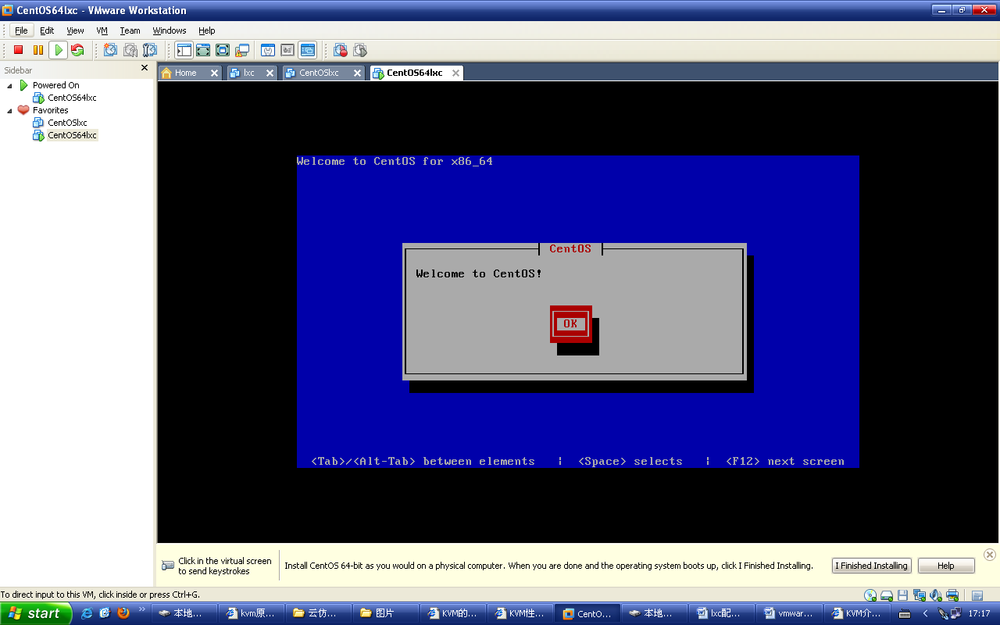 CentOS64lxc - VMware Workstation
File Edit View VM Team Windows Help
Sidebar
Powered On
CentOS64lxc
Favorites
CentOSlxc
CentOS64lxc
Home lxc CentOSlxc CentOS64lxc
Welcome to CentOS for x86_64
CentOS
Welcome to CentOS!
OK
<Tab>/<Alt-Tab> between elements | <Space> selects | <F12> next screen
Click in the virtual screen
to send keystrokes
Install CentOS 64-bit as you would on a physical computer. When you are done and the operating system boots up, click I Finished Installing.
I Finished Installing
Help
To direct input to this VM, click inside or press Ctrl+G.
start 本地... kvm原... 云仿... 图片 KVM的... KVM性... CentO... 本地... lxc配... vmwar... KVM介... 17:17